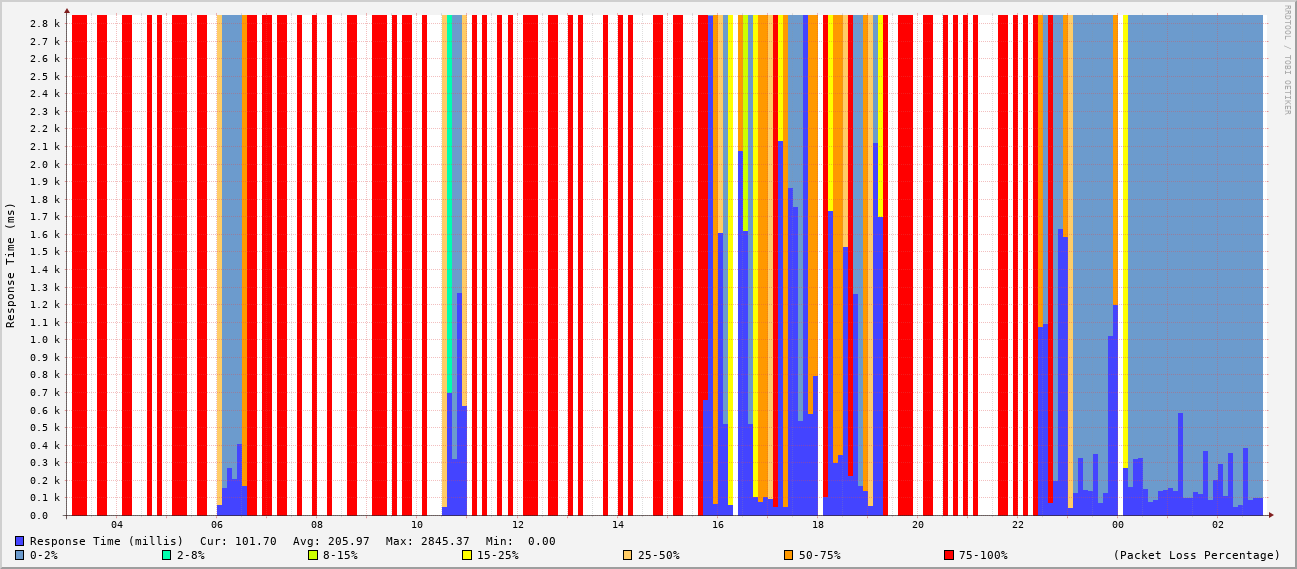 RRDTOOL / TOBI OETIKER
Response Time (ms)
2.8 k
2.7 k
2.6 k
2.5 k
2.4 k
2.3 k
2.2 k
2.1 k
2.0 k
1.9 k
1.8 k
1.7 k
1.6 k
1.5 k
1.4 k
1.3 k
1.2 k
1.1 k
1.0 k
0.9 k
0.8 k
0.7 k
0.6 k
0.5 k
0.4 k
0.3 k
0.2 k
0.1 k
0.0
04 06 08 10 12 14 16 18 20 22 00 02
Response Time (millis) Cur: 101.70 Avg: 205.97 Max: 2845.37 Min: 0.00
0-2% 2-8% 8-15% 15-25% 25-50% 50-75% 75-100% (Packet Loss Percentage)